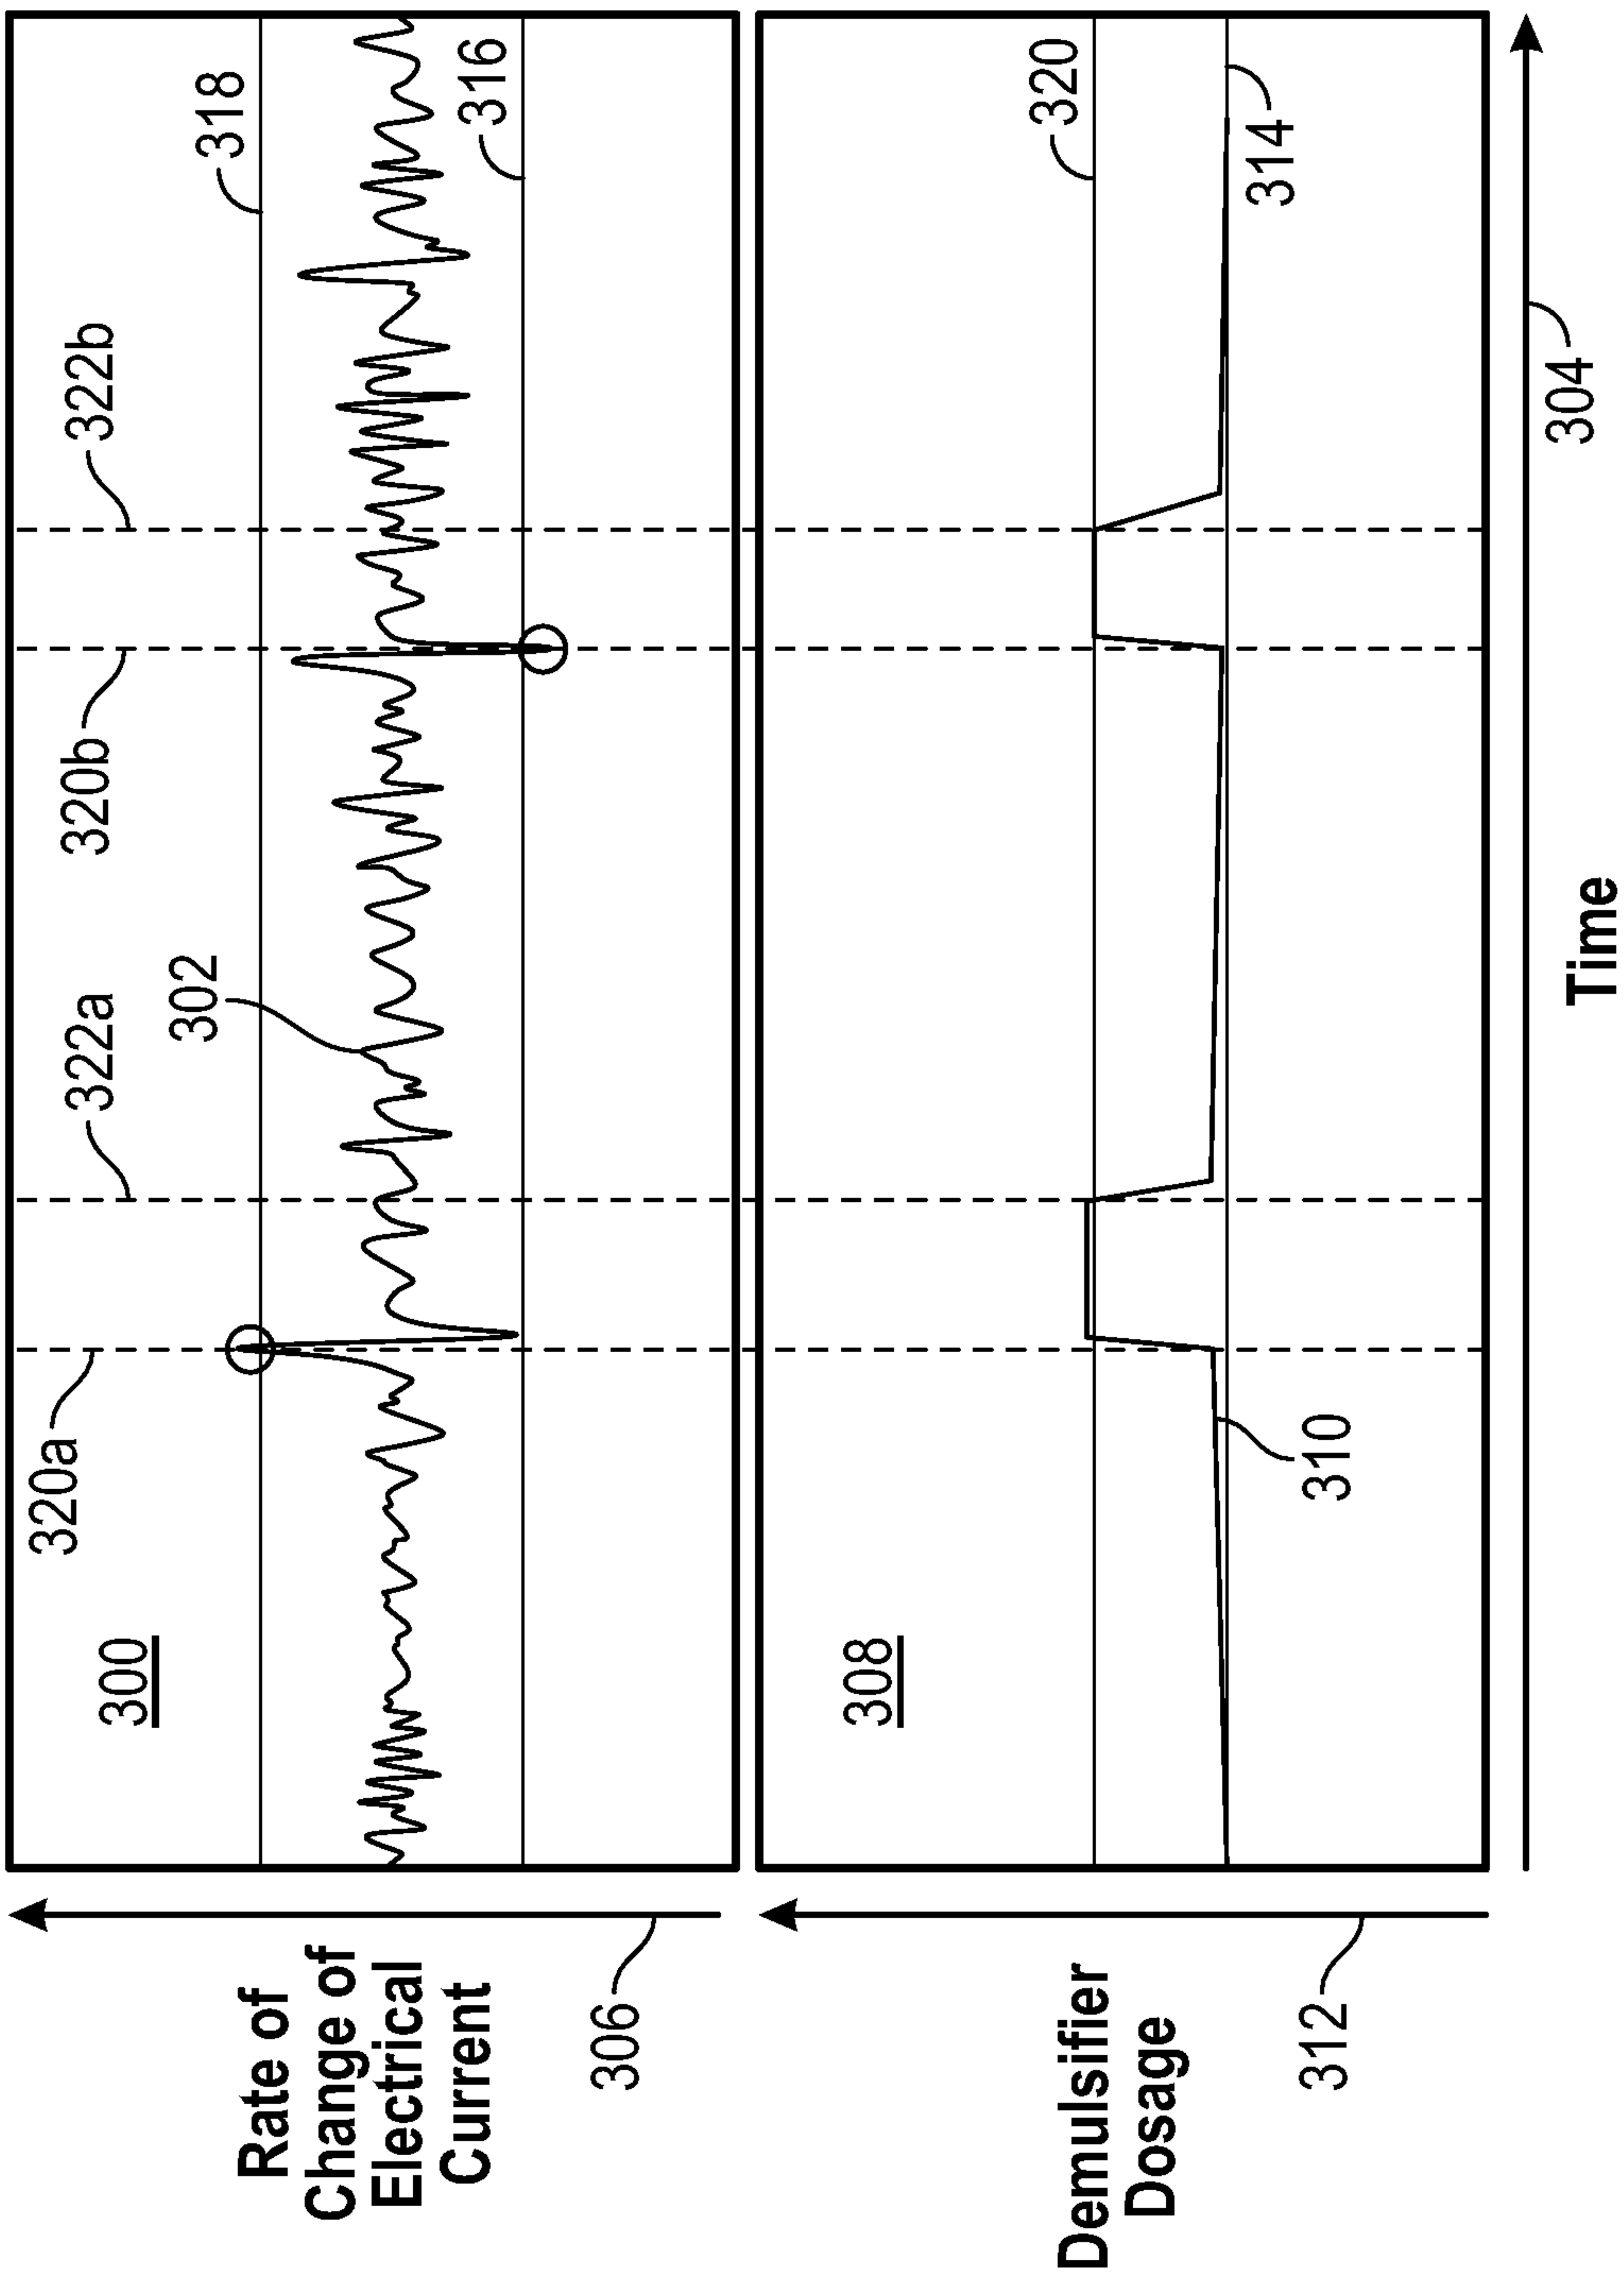 Rate of
Change of
Electrical
Current
306
300
320a
322a
302
320b
322b
318
316
Demulsifier
Dosage
312
308
310
320
314
304
Time